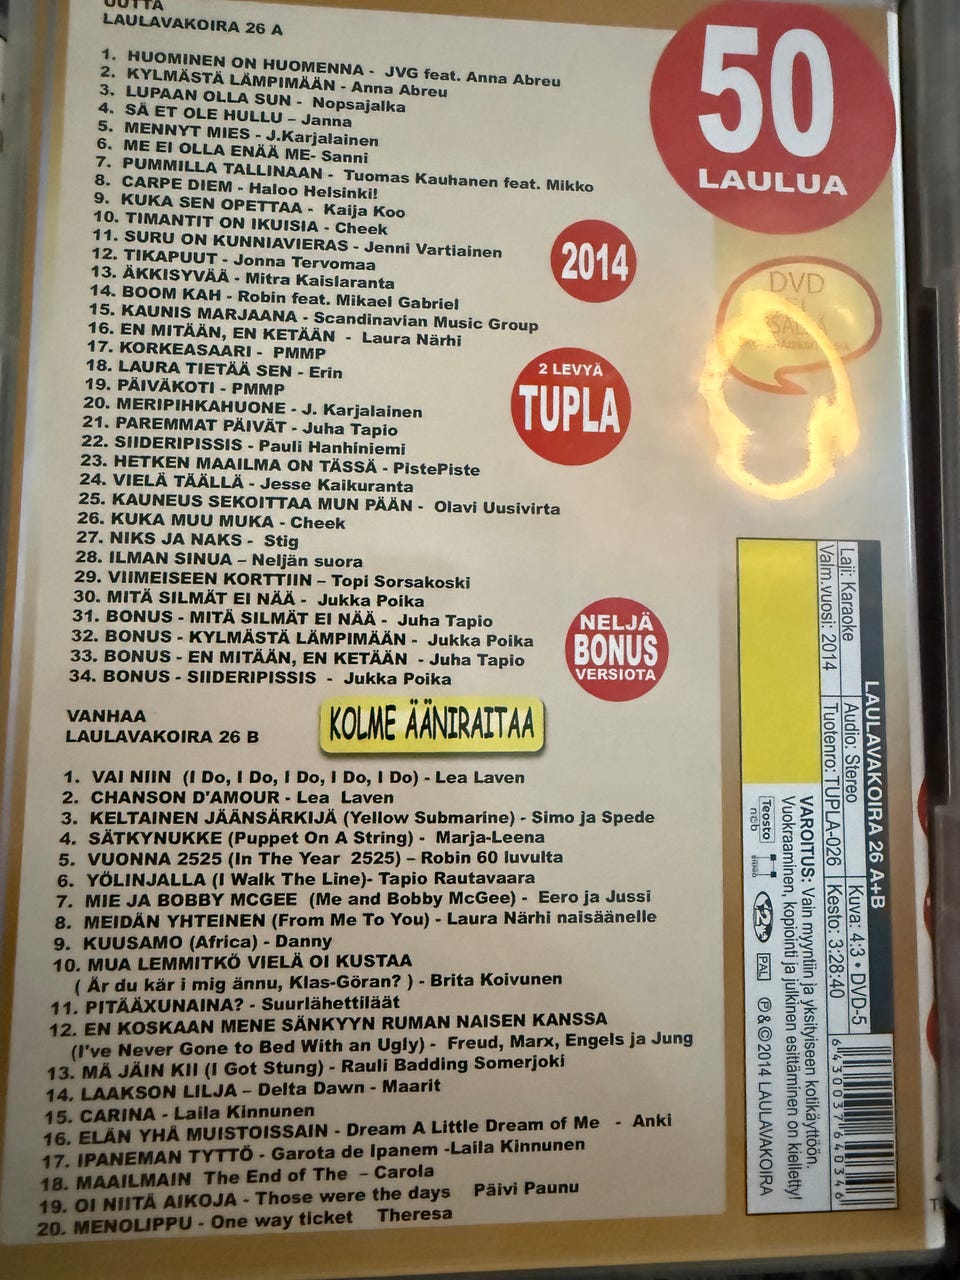 UUTTA
LAULAVAKOIRA 26 A
1. HUOMINEN ON HUOMENNA - JVG feat. Anna Abreu
2. KYLMÄSTÄ LÄMPIMÄÄN - Anna Abreu
3. LUPAAN OLLA SUN - Nopsajalka
4. SÄ ET OLE HULLU – Janna
5. MENNYT MIES - J.Karjalainen
6. ME EI OLLA ENÄÄ ME- Sanni
7. PUMMILLA TALLINAAN - Tuomas Kauhanen feat. Mikko
8. CARPE DIEM - Haloo Helsinki!
9. KUKA SEN OPETTAA - Kaija Koo
10. TIMANTIT ON IKUISIA - Cheek
11. SURU ON KUNNIAVIERAS - Jenni Vartiainen
12. TIKAPUUT - Jonna Tervomaa
13. ÄKKISYVÄÄ - Mitra Kaislaranta
14. BOOM KAH - Robin feat. Mikael Gabriel
15. KAUNIS MARJAANA - Scandinavian Music Group
16. EN MITÄÄN, EN KETÄÄN - Laura Närhi
17. KORKEASAARI - PMMP
18. LAURA TIETÄÄ SEN - Erin
19. PÄIVÄKOTI - PMMP
20. MERIPIHKAHUONE - J. Karjalainen
21. PAREMMAT PÄIVÄT - Juha Tapio
22. SIIDERIPISSIS - Pauli Hanhiniemi
23. HETKEN MAAILMA ON TÄSSÄ - PistePiste
24. VIELÄ TÄÄLLÄ - Jesse Kaikuranta
25. KAUNEUS SEKOITTAA MUN PÄÄN - Olavi Uusivirta
26. KUKA MUU MUKA - Cheek
27. NIKS JA NAKS - Stig
28. ILMAN SINUA – Neljän suora
29. VIIMEISEEN KORTTIIN – Topi Sorsakoski
30. MITÄ SILMÄT EI NÄÄ - Jukka Poika
31. BONUS - MITÄ SILMÄT EI NÄÄ - Juha Tapio
32. BONUS - KYLMÄSTÄ LÄMPIMÄÄN - Jukka Poika
33. BONUS - EN MITÄÄN, EN KETÄÄN - Juha Tapio
34. BONUS - SIIDERIPISSIS - Jukka Poika
50
LAULUA
2014
DVD
2 LEVYÄ
TUPLA
NELJÄ
BONUS
VERSIOTA
KOLME ÄÄNIRAITAA
VANHAA
LAULAVAKOIRA 26 B
1. VAI NIIN (I Do, I Do, I Do, I Do, I Do) - Lea Laven
2. CHANSON D'AMOUR - Lea Laven
3. KELTAINEN JÄÄNSÄRKIJÄ (Yellow Submarine) - Simo ja Spede
4. SÄTKYNUKKE (Puppet On A String) - Marja-Leena
5. VUONNA 2525 (In The Year 2525) – Robin 60 luvulta
6. YÖLINJALLA (I Walk The Line)- Tapio Rautavaara
7. MIE JA BOBBY MCGEE (Me and Bobby McGee) - Eero ja Jussi
8. MEIDÄN YHTEINEN (From Me To You) - Laura Närhi naisäänelle
9. KUUSAMO (Africa) - Danny
10. MUA LEMMITKÖ VIELÄ OI KUSTAA
( Är du kär i mig ännu, Klas-Göran? ) - Brita Koivunen
11. PITÄÄXUNAINA? - Suurlähettiläät
12. EN KOSKAAN MENE SÄNKYYN RUMAN NAISEN KANSSA
(I've Never Gone to Bed With an Ugly) - Freud, Marx, Engels ja Jung
13. MÄ JÄIN KII (I Got Stung) - Rauli Badding Somerjoki
14. LAAKSON LILJA – Delta Dawn - Maarit
15. CARINA - Laila Kinnunen
16. ELÄN YHÄ MUISTOISSAIN - Dream A Little Dream of Me - Anki
17. IPANEMAN TYTTÖ - Garota de Ipanem -Laila Kinnunen
18. MAAILMAIN The End of The – Carola
19. OI NIITÄ AIKOJA - Those were the days Päivi Paunu
20. MENOLIPPU - One way ticket Theresa
LAULAVAKOIRA 26 A+B
Laji: Karaoke Audio: Stereo Kuva: 4:3 • DVD-5
Valm.vuosi: 2014 Tuotenro: TUPLA-026 Kesto: 3:28:40
VAROITUS: Vain myyntiin ja yksityiseen kotikäyttöön.
Vuokraaminen, kopiointi ja julkinen esittäminen on kielletty!
Teosto
ncb
2
PAL
℗ & © 2014 LAULAVAKOIRA
6 430037 640346